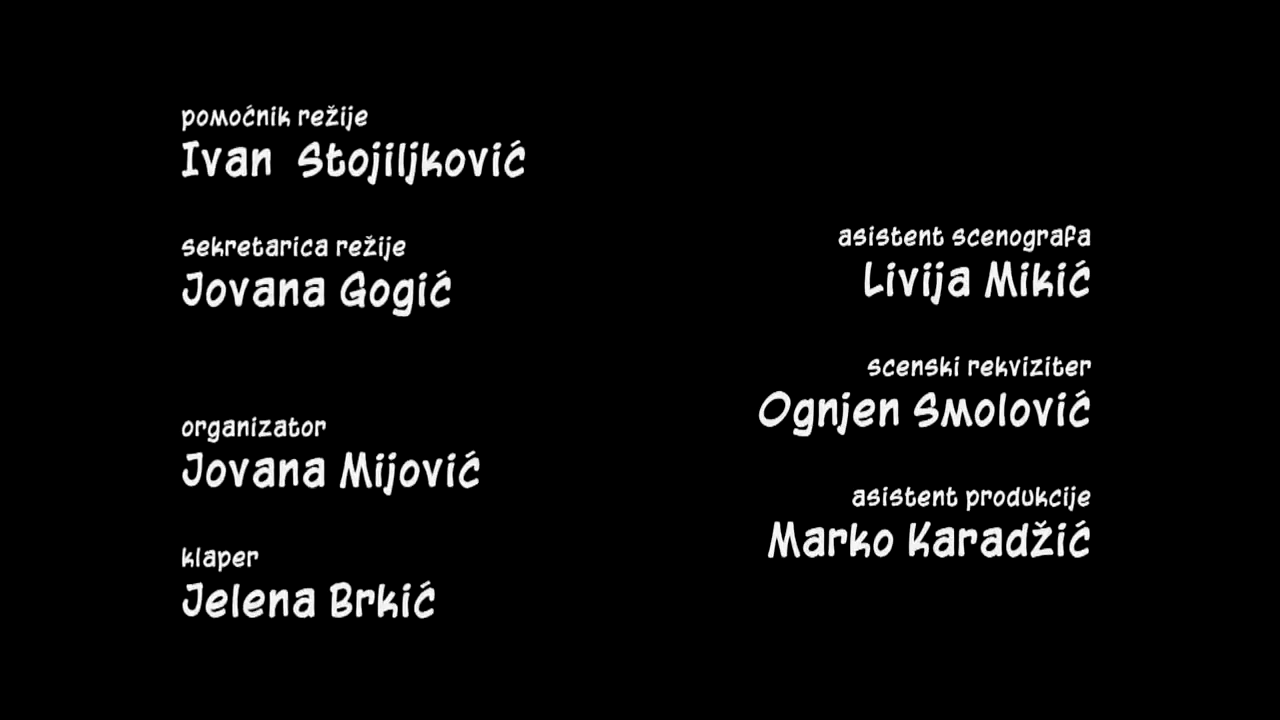 pomoćnik režije
Ivan Stojiljković
sekretarica režije
Jovana Gogić
organizator
Jovana Mijović
klaper
Jelena Brkić
asistent scenografa
Livija Mikić
scenski rekviziter
Ognjen Smolović
asistent produkcije
Marko Karadžić